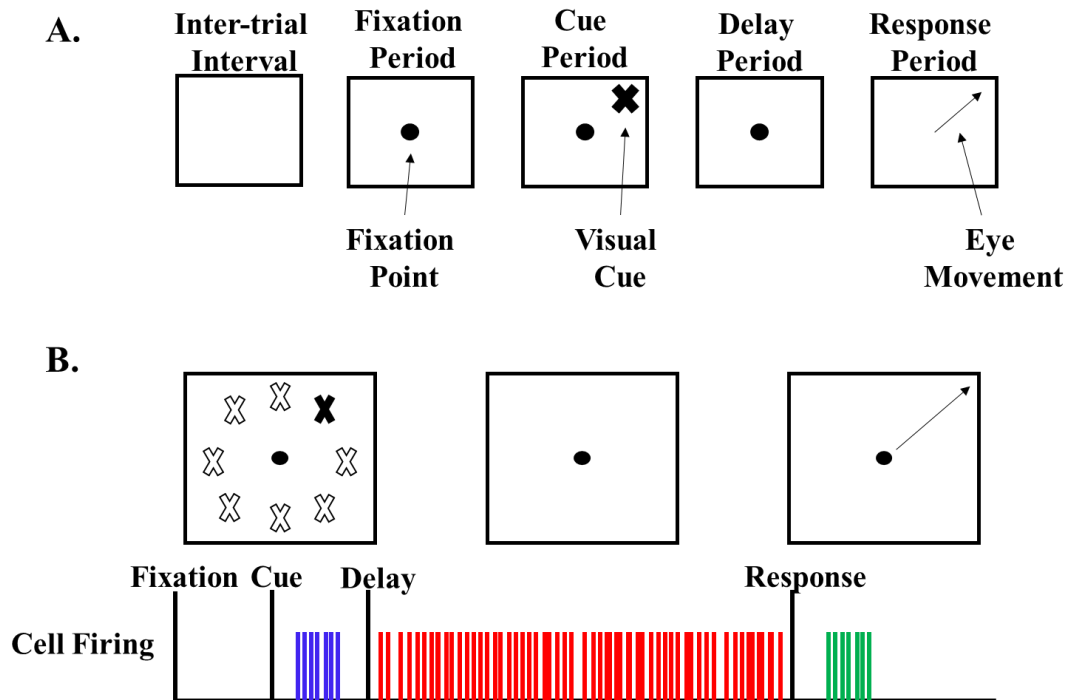 A.
Inter-trial Interval
Fixation Period
Cue Period
Delay Period
Response Period
Fixation Point
Visual Cue
Eye Movement
B.
Fixation Cue Delay Response
Cell Firing